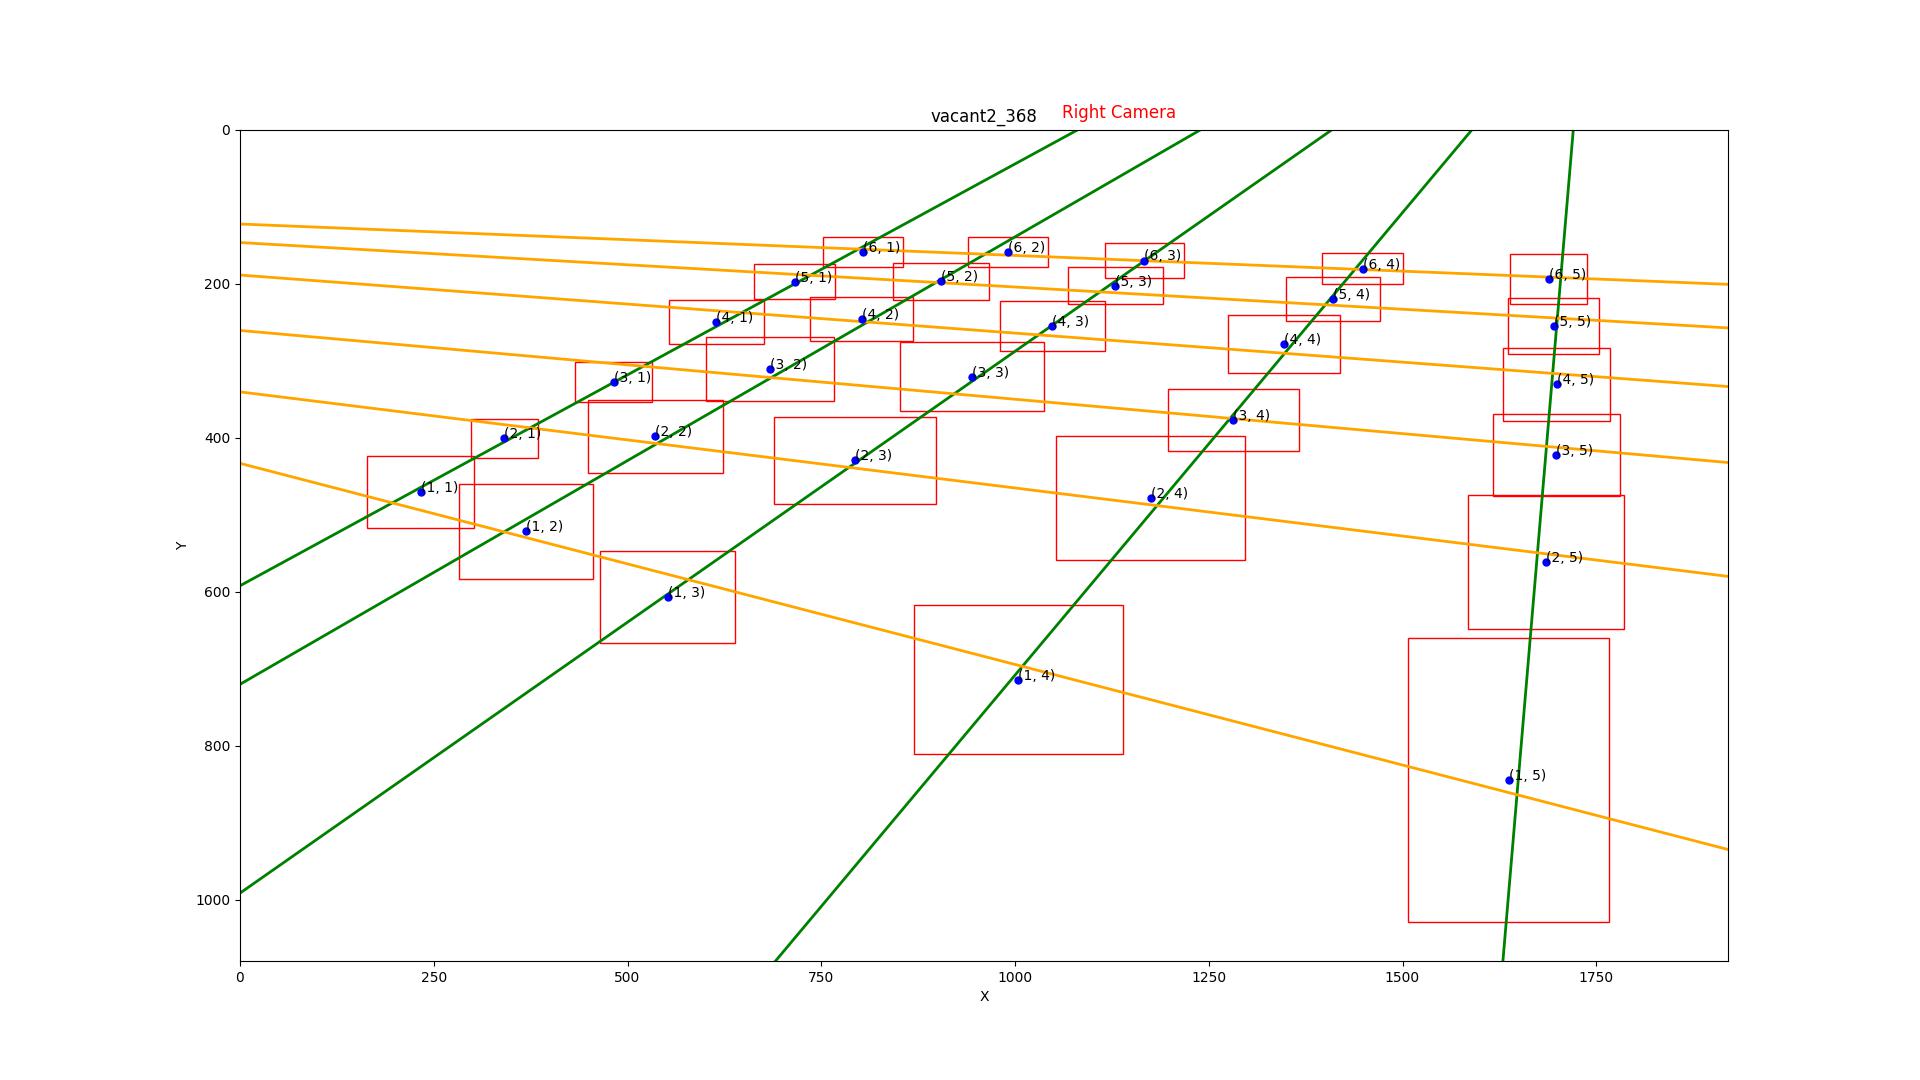 vacant2_368 Right Camera
0
(6, 1) (6, 2) (6, 3) (6, 4) (6, 5)
200
(5, 1) (5, 2) (5, 3) (5, 4) (5, 5)
(4, 1) (4, 2) (4, 3) (4, 4) (4, 5)
(3, 1) (3, 2) (3, 3) (3, 4) (3, 5)
400
(2, 1) (2, 2) (2, 3) (2, 4) (2, 5)
(1, 1) (1, 2) (1, 3) (1, 4) (1, 5)
Y
600
800
1000
0 250 500 750 1000 1250 1500 1750
X